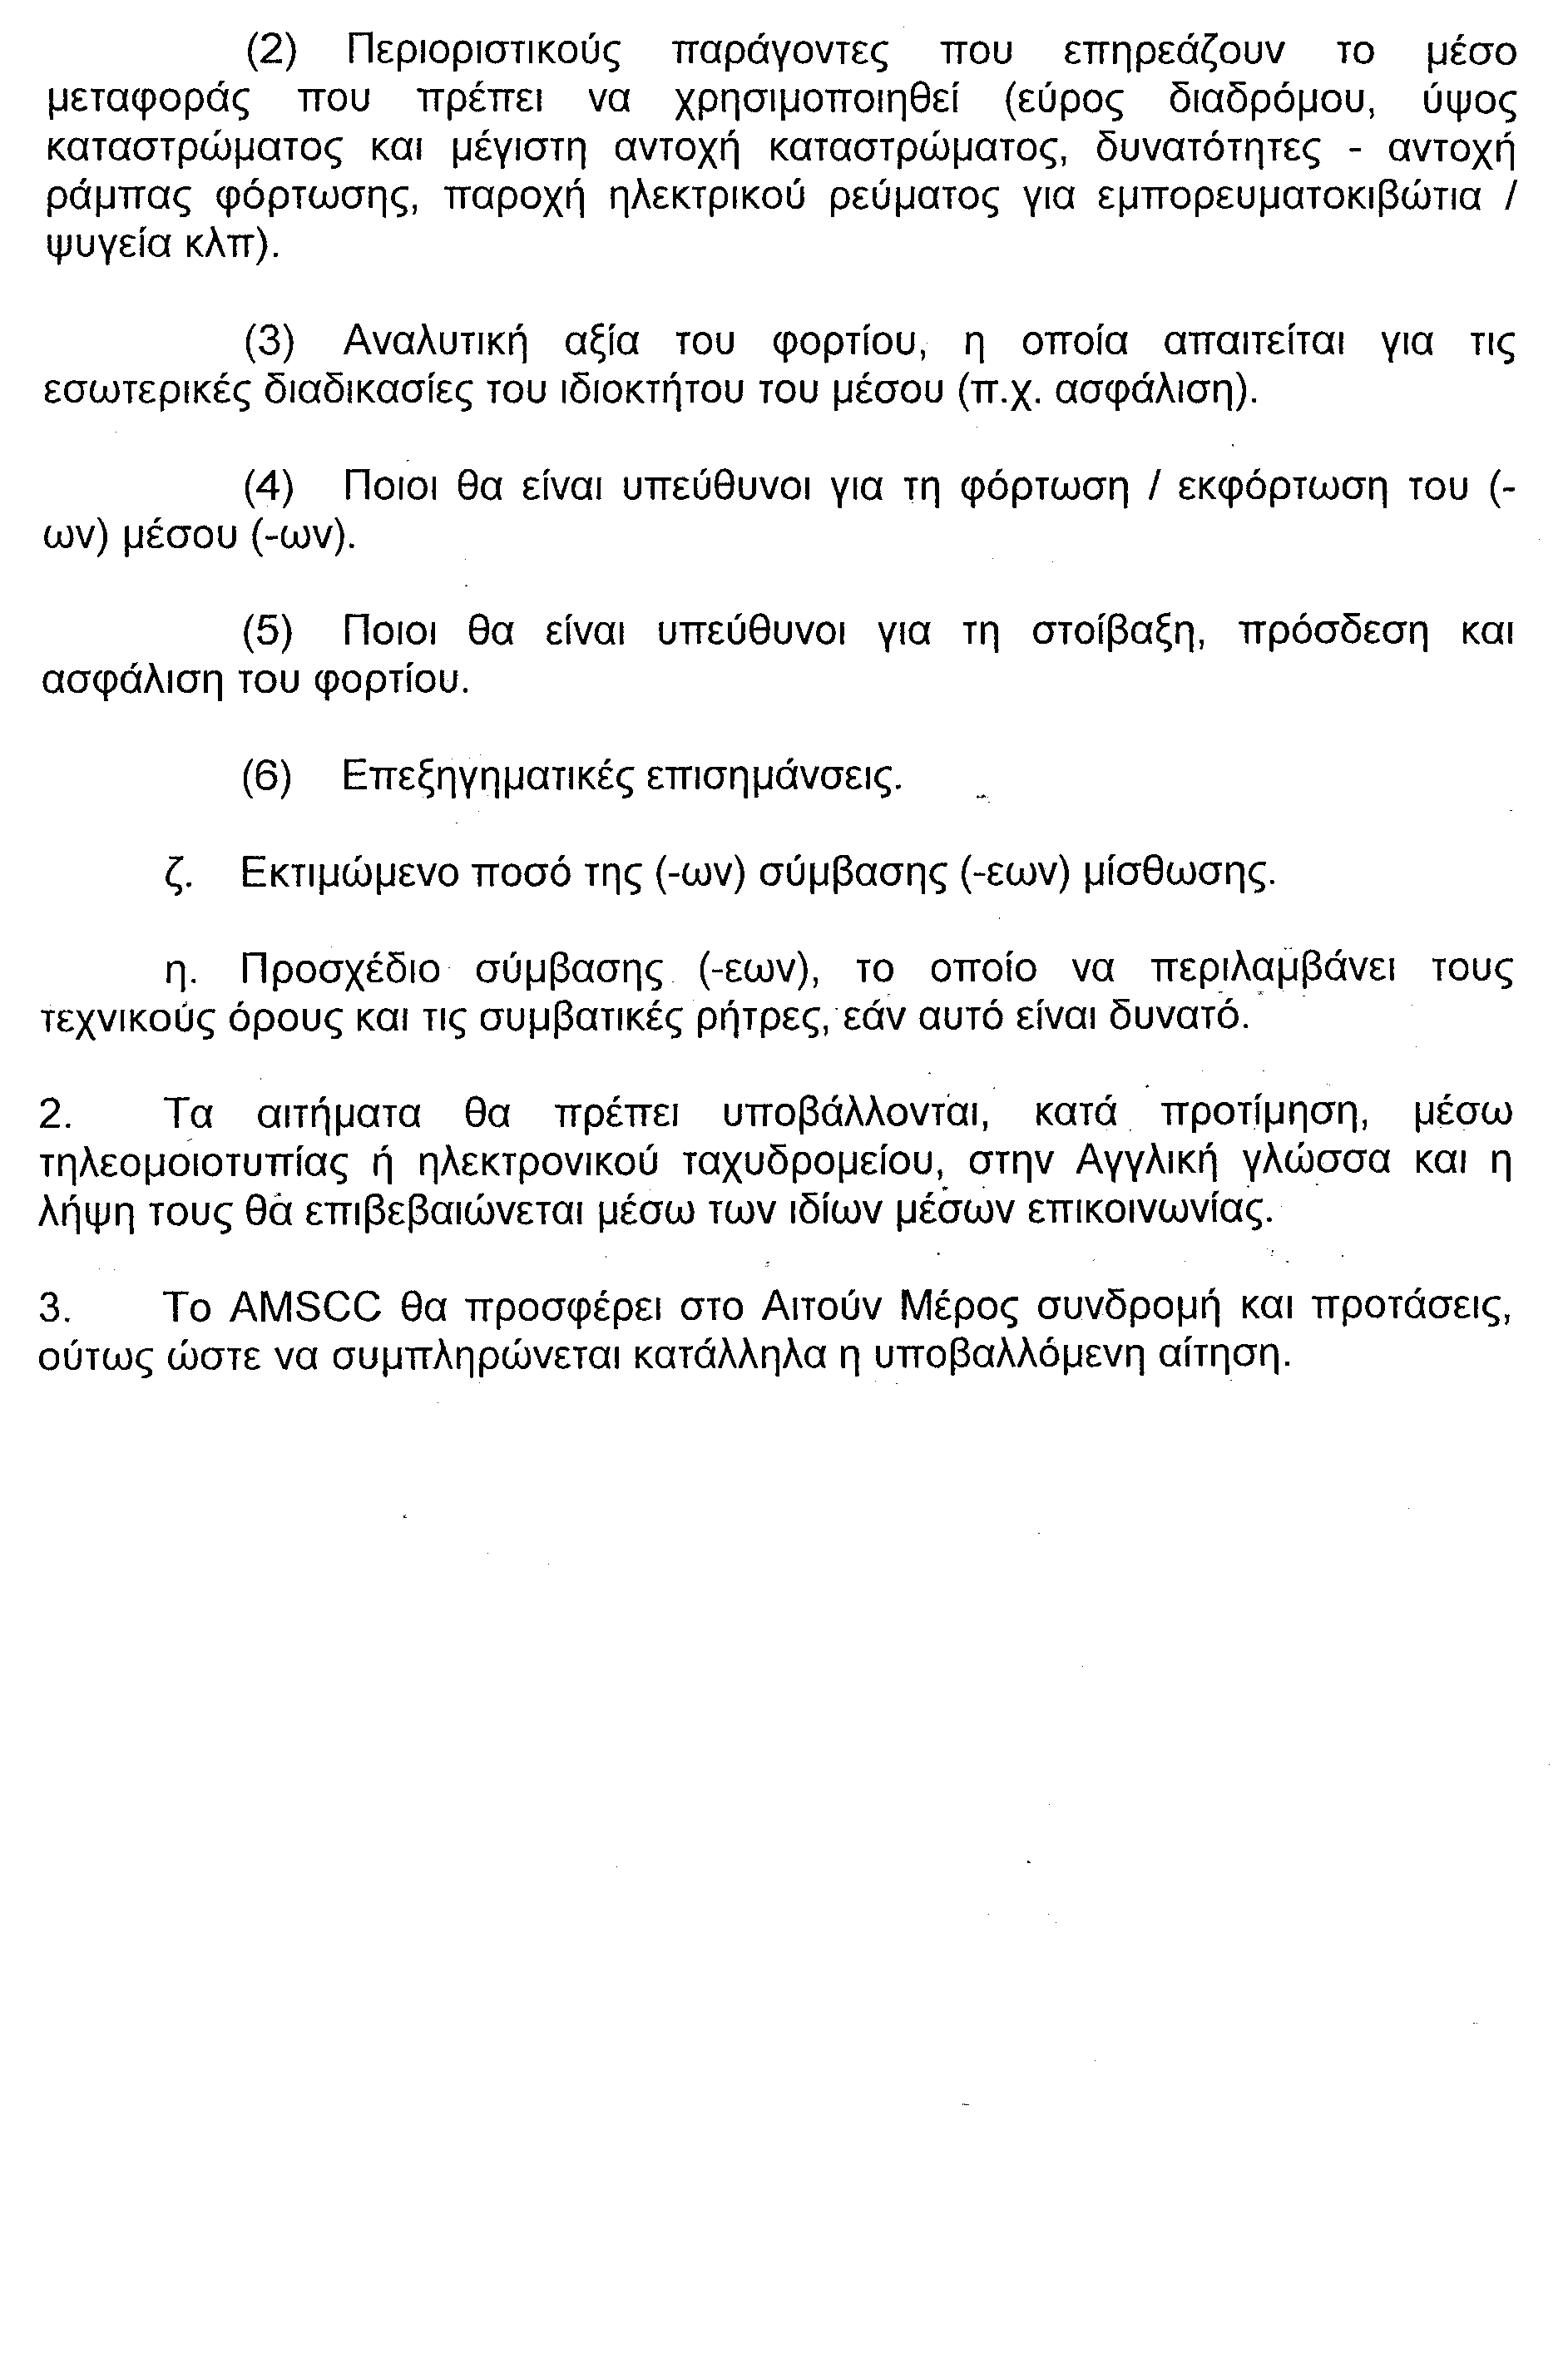 (2) Περιοριστικούς παράγοντες που επηρεάζουν το μέσο
μεταφοράς που πρέπει να χρησιμοποιηθεί (εύρος διαδρόμου, ύψος
καταστρώματος και μέγιστη αντοχή καταστρώματος, δυνατότητες - αντοχή
ράμπας φόρτωσης, παροχή ηλεκτρικού ρεύματος για εμπορευματοκιβώτια /
ψυγεία κλπ).
(3) Αναλυτική αξία του φορτίου, η οποία απαιτείται για τις
εσωτερικές διαδικασίες του ιδιοκτήτου του μέσου (π.χ. ασφάλιση).
(4) Ποιοι θα είναι υπεύθυνοι για τη φόρτωση / εκφόρτωση του (-
ων) μέσου (-ων).
(5) Ποιοι θα είναι υπεύθυνοι για τη στοίβαξη, πρόσδεση και
ασφάλιση του φορτίου.
(6) Επεξηγηματικές επισημάνσεις.
ζ. Εκτιμώμενο ποσό της (-ων) σύμβασης (-εων) μίσθωσης.
η. Προσχέδιο σύμβασης (-εων), το οποίο να περιλαμβάνει τους
τεχνικούς όρους και τις συμβατικές ρήτρες, εάν αυτό είναι δυνατό.
2. Τα αιτήματα θα πρέπει υποβάλλονται, κατά προτίμηση, μέσω
τηλεομοιοτυπίας ή ηλεκτρονικού ταχυδρομείου, στην Αγγλική γλώσσα και η
λήψη τους θα επιβεβαιώνεται μέσω των ιδίων μέσων επικοινωνίας.
3. Το AMSCC θα προσφέρει στο Αιτούν Μέρος συνδρομή και προτάσεις,
ούτως ώστε να συμπληρώνεται κατάλληλα η υποβαλλόμενη αίτηση.